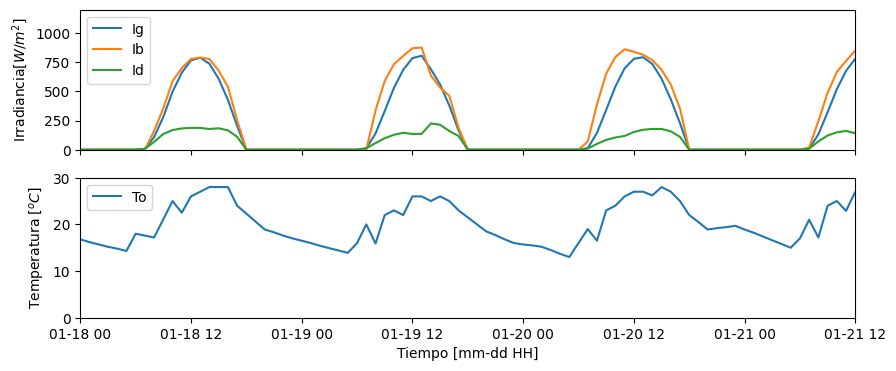 Irradiancia[W/m²]
1000
750
500
250
0
Ig
Ib
Id
Temperatura [°C]
30
20
10
0
To
01-18 00 01-18 12 01-19 00 01-19 12 01-20 00 01-20 12 01-21 00 01-21 12
Tiempo [mm-dd HH]